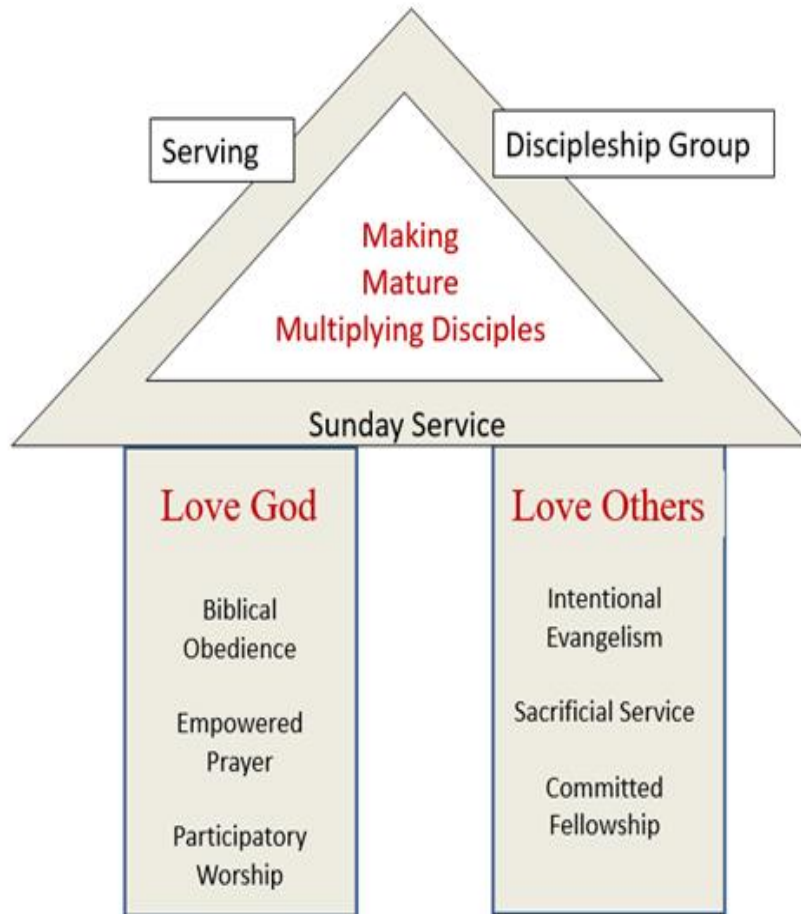 Serving
Discipleship Group
Making
Mature
Multiplying Disciples
Sunday Service
Love God
Biblical
Obedience
Empowered
Prayer
Participatory
Worship
Love Others
Intentional
Evangelism
Sacrificial Service
Committed
Fellowship